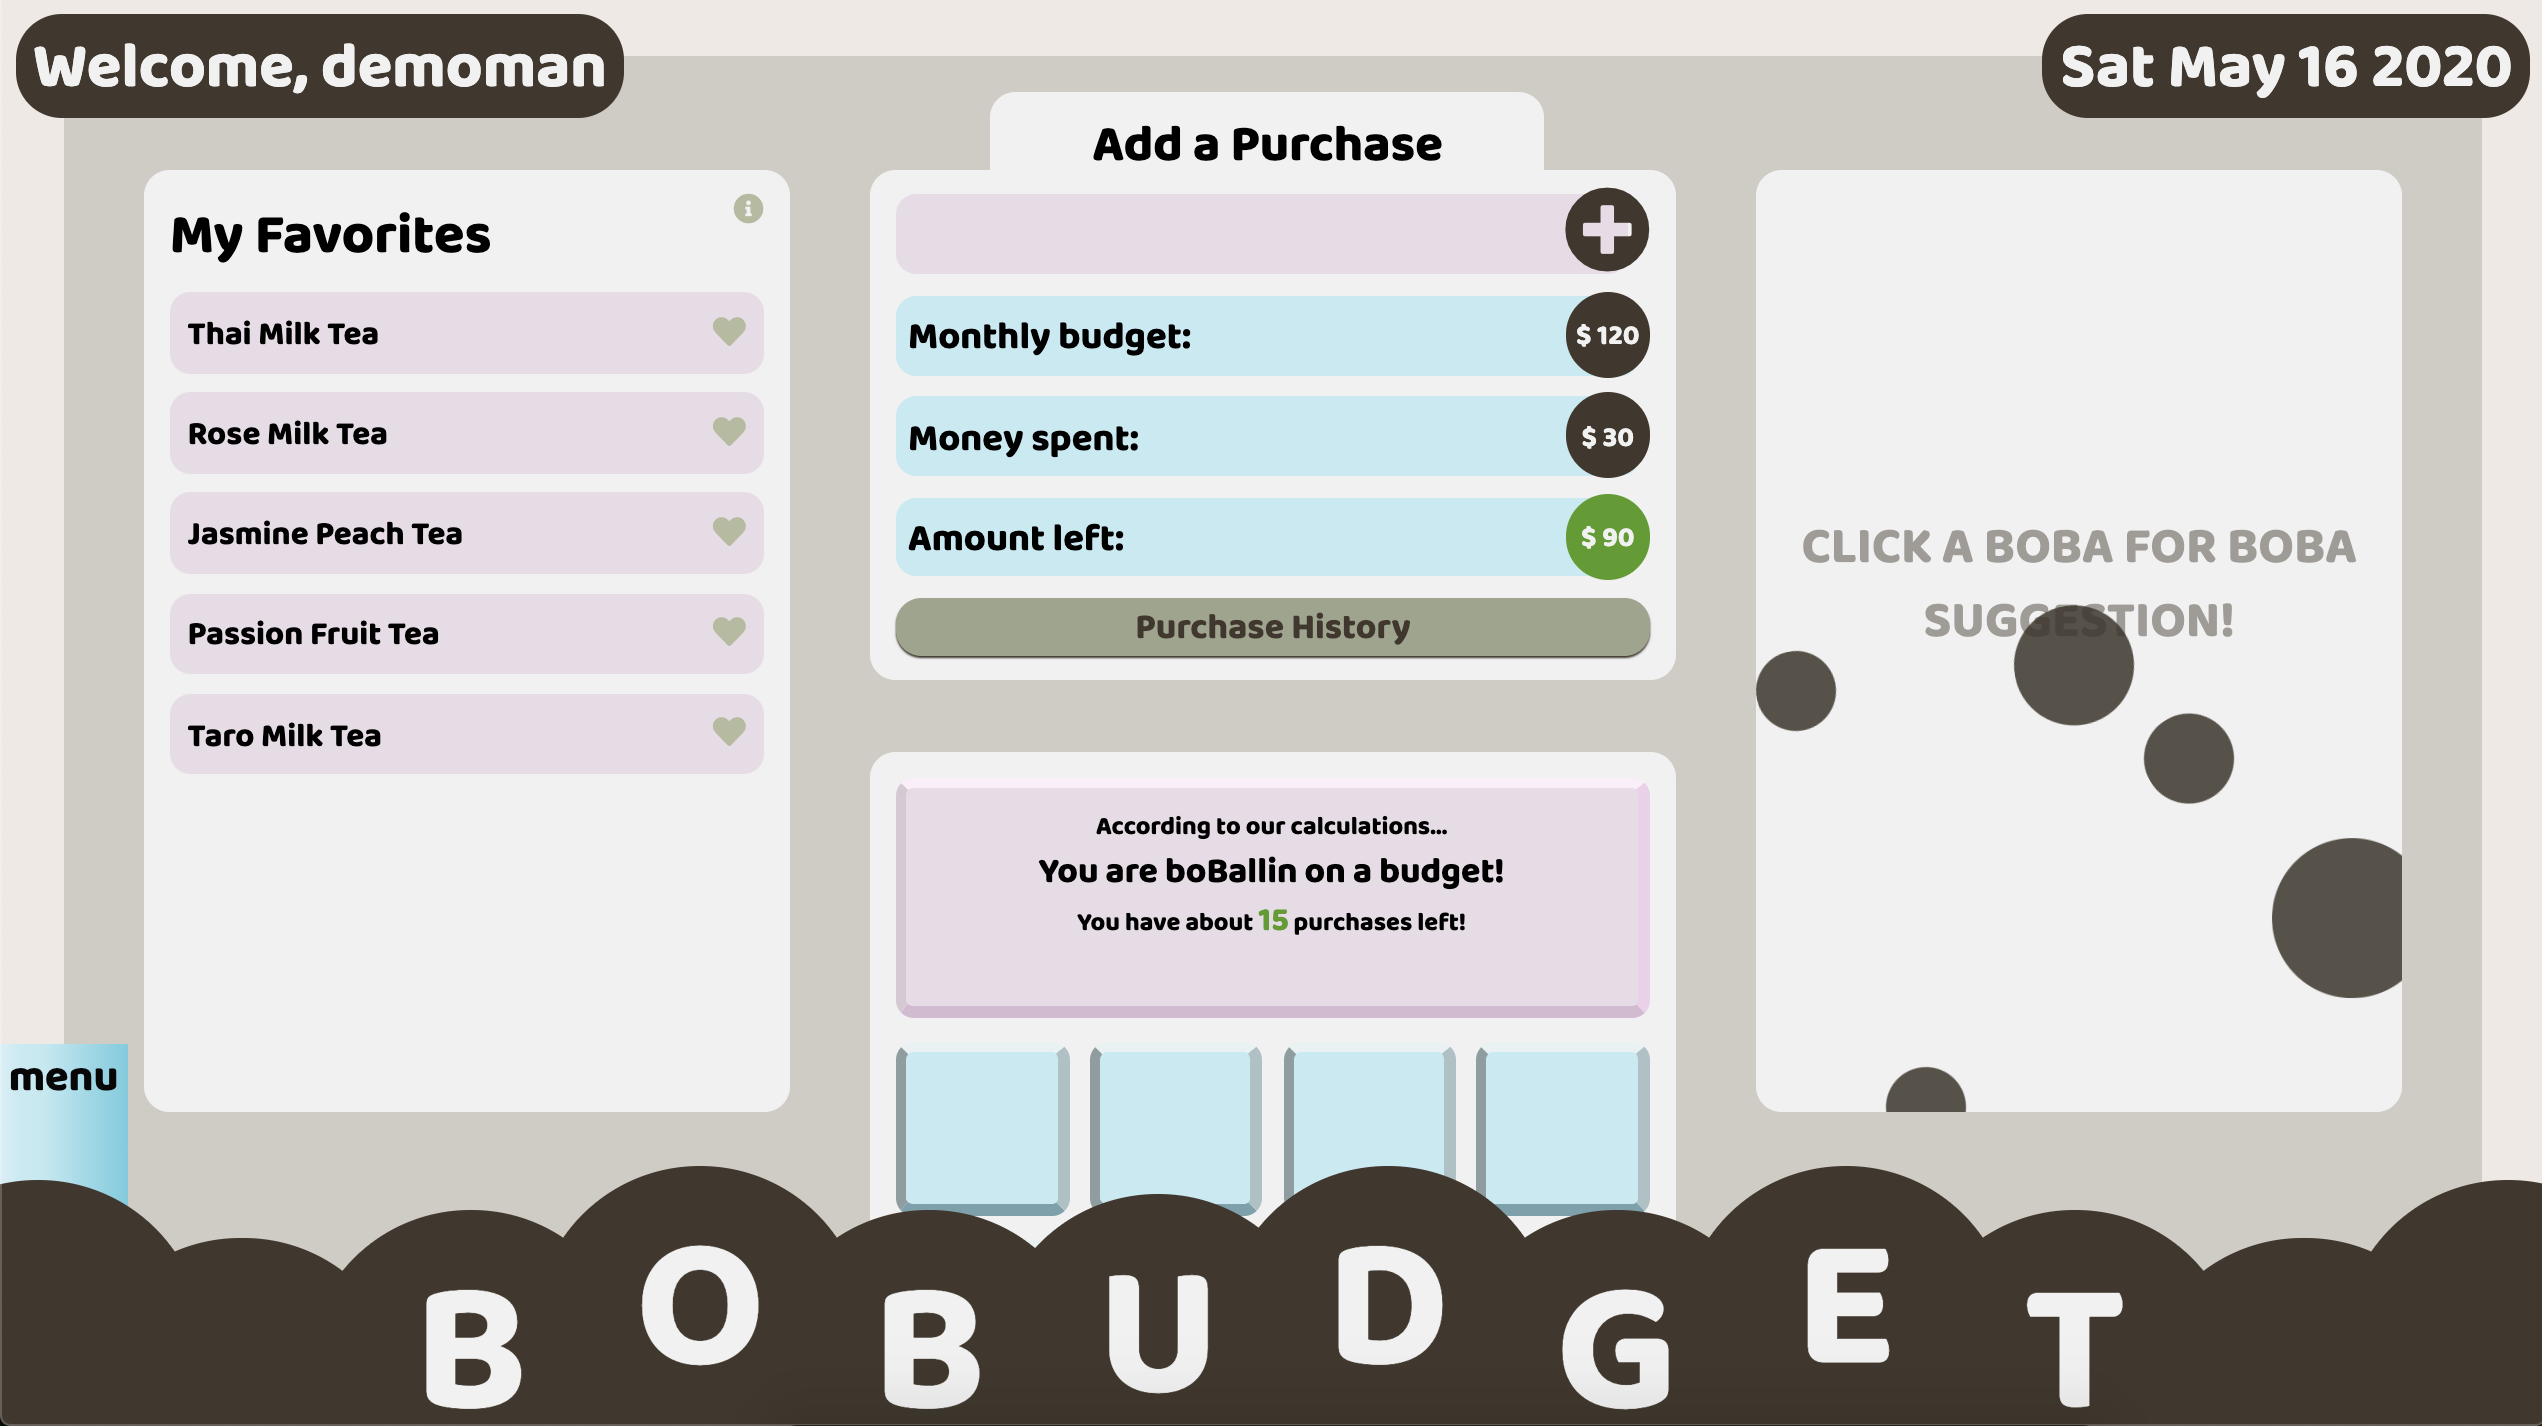 Welcome, demoman
Sat May 16 2020
My Favorites
Thai Milk Tea
Rose Milk Tea
Jasmine Peach Tea
Passion Fruit Tea
Taro Milk Tea
Add a Purchase
Monthly budget:
$ 120
Money spent:
$ 30
Amount left:
$ 90
Purchase History
According to our calculations...
You are boBallin on a budget!
You have about 15 purchases left!
CLICK A BOBA FOR BOBA
SUGGESTION!
menu
BOBUDGET